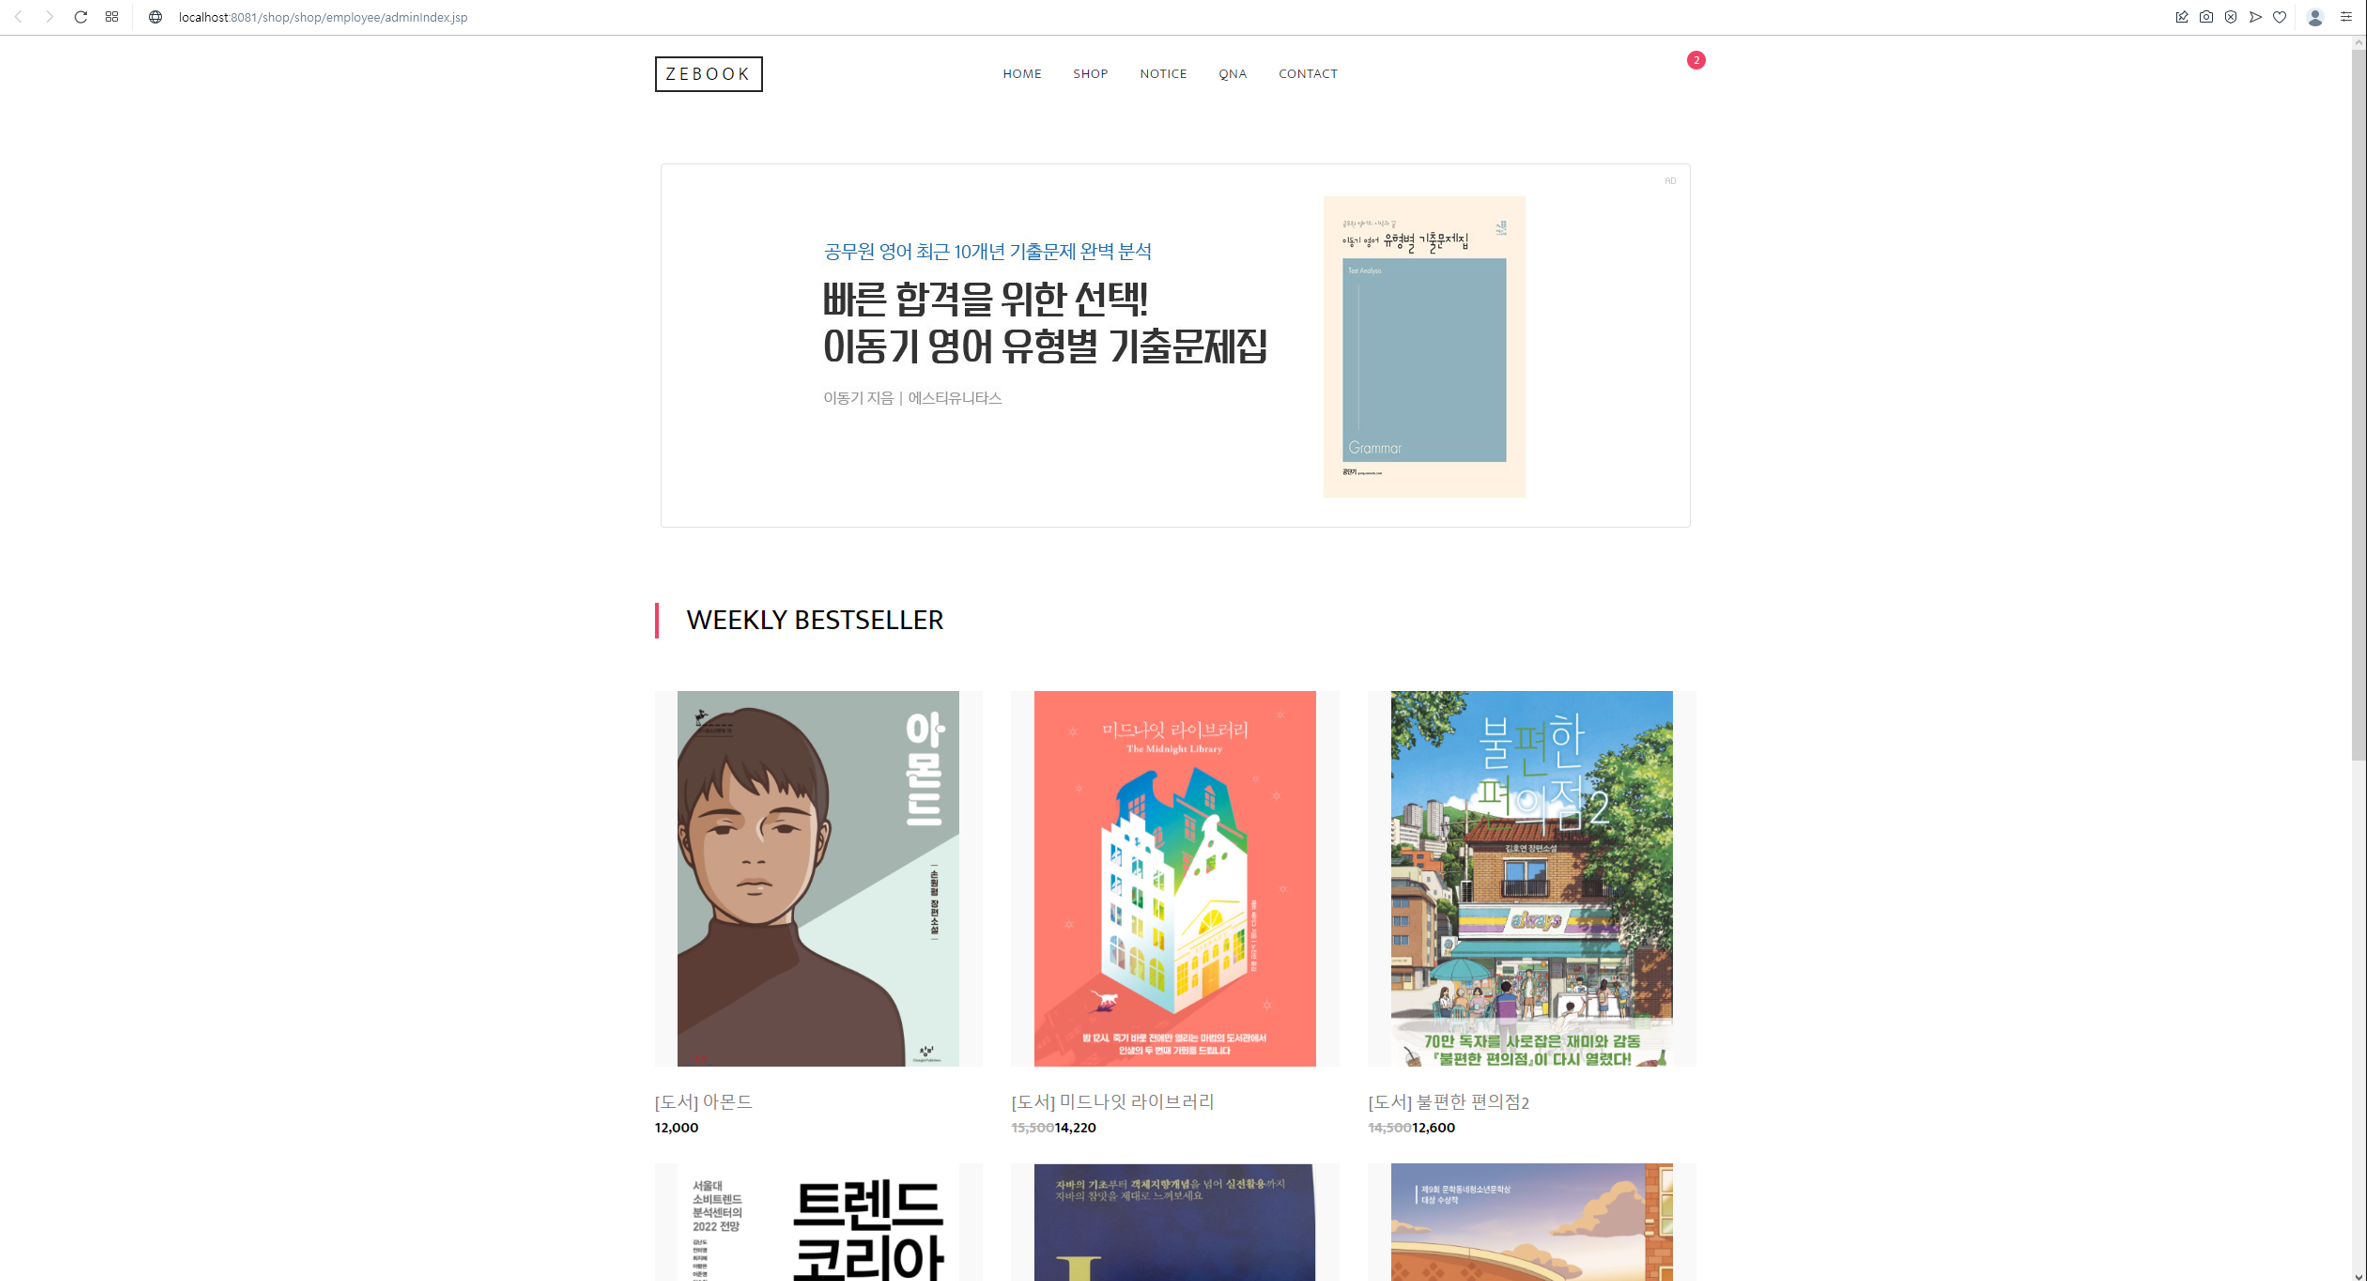 localhost:8081/shop/shop/employee/adminIndex.jsp
ZEBOOK
HOME
SHOP
NOTICE
QNA
CONTACT
2
AD
공무원 영어 최근 10개년 기출문제 완벽 분석
빠른 합격을 위한 선택!
이동기 영어 유형별 기출문제집
이동기 지음 | 에스티유니타스
이동기 영어 유형별 기출문제집
Test Analysis
Grammar
공단기
WEEKLY BESTSELLER
아몬드
손원평 장편소설
미드나잇 라이브러리
The Midnight Library
밤 12시, 죽기 바로 전에만 열리는 마법의 도서관에서
인생의 두 번째 기회를 드립니다
불편한
편의점2
김호연 장편소설
always
70만 독자를 사로잡은 재미와 감동
『불편한 편의점』이 다시 열렸다!
[도서] 아몬드
12,000
[도서] 미드나잇 라이브러리
15,50014,220
[도서] 불편한 편의점2
14,50012,600
서울대
소비트렌드
분석센터의
2022 전망
트렌드
코리아
자바의 기초부터 객체지향개념을 넘어 실전활용까지
자바의 참맛을 제대로 느껴보세요
제9회 문학동네청소년문학상
대상 수상작